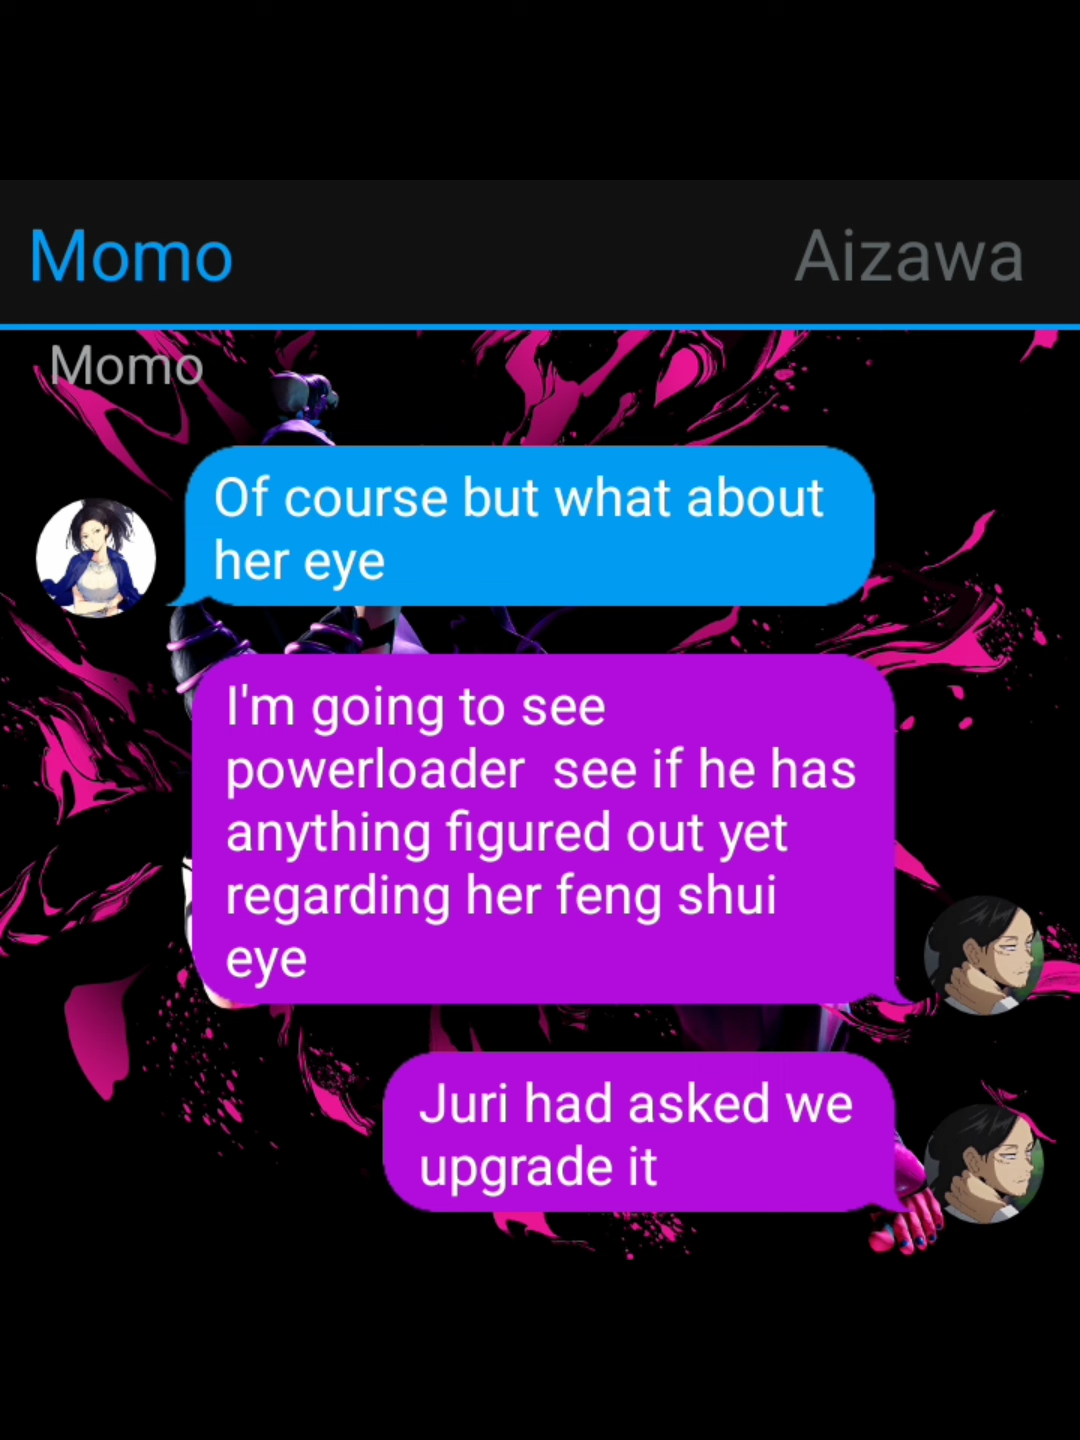 Momo
Aizawa
Momo
Of course but what about
her eye
I'm going to see
powerloader  see if he has
anything figured out yet
regarding her feng shui
eye
Juri had asked we
upgrade it